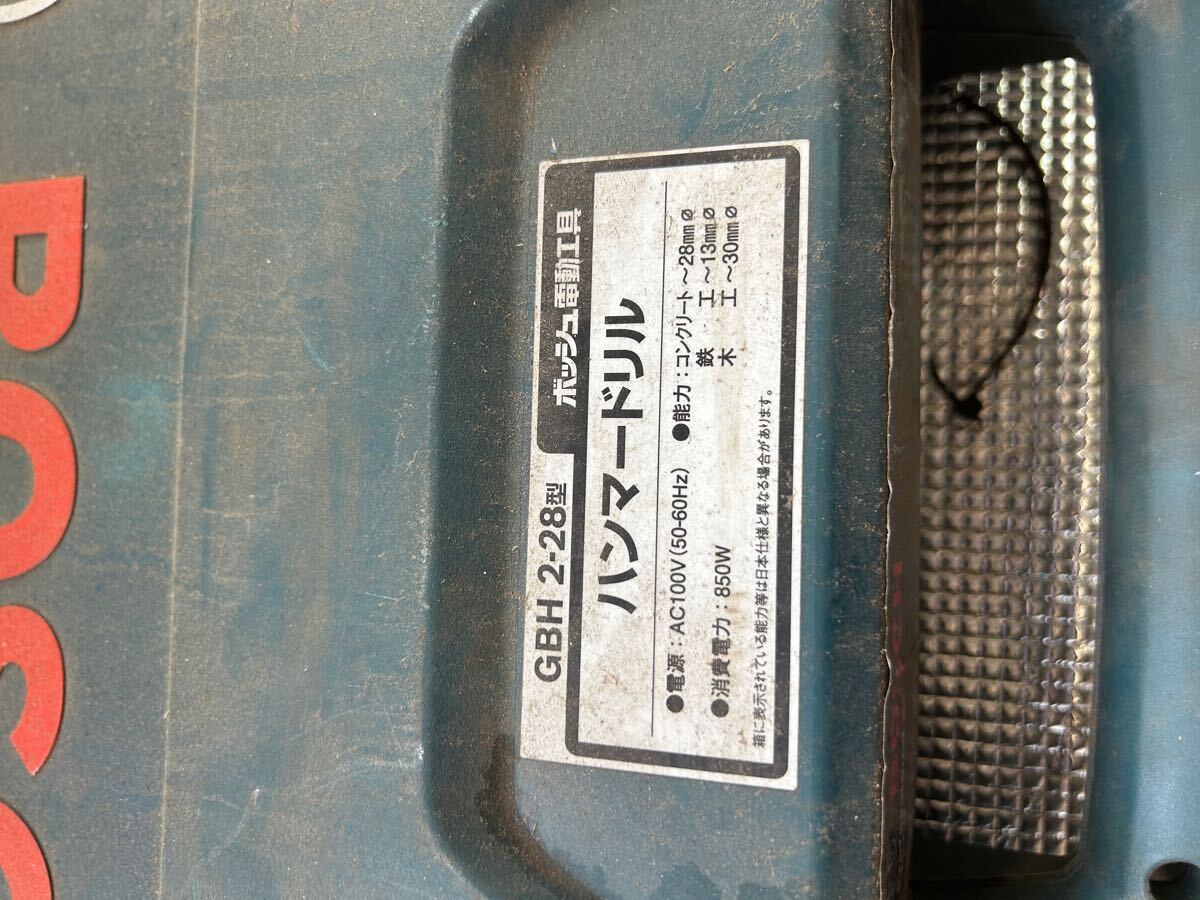 BOSC
GBH 2-28型
ボッシュ電動工具
ハンマードリル
●電源：AC100V(50-60Hz) ●能力：コンクリート〜28mmø
鉄 工〜13mmø
●消費電力：850W 木 工〜30mmø
箱に表示されている能力等は日本仕様と異なる場合があります。